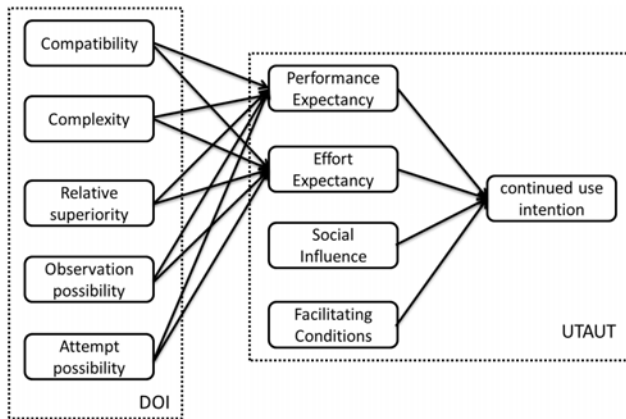 Compatibility
Complexity
Relative
superiority
Observation
possibility
Attempt
possibility
DOI
Performance
Expectancy
Effort
Expectancy
Social
Influence
Facilitating
Conditions
continued use
intention
UTAUT